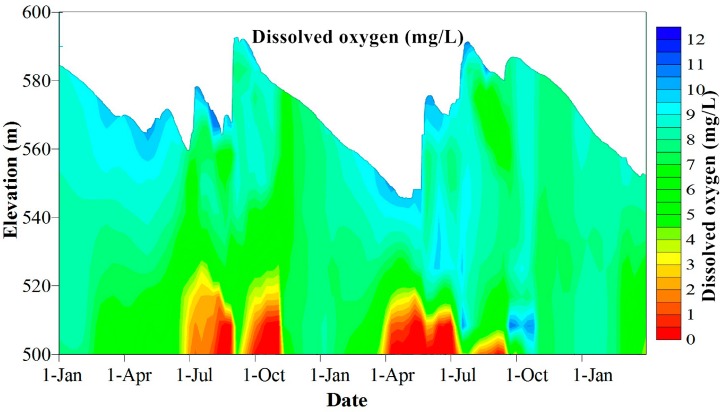 Dissolved oxygen (mg/L)
Elevation (m)
600
580
560
540
520
500
1-Jan
1-Apr
1-Jul
1-Oct
1-Jan
1-Apr
1-Jul
1-Oct
1-Jan
Date
12
11
10
9
8
7
6
5
4
3
2
1
0
Dissolved oxygen (mg/L)